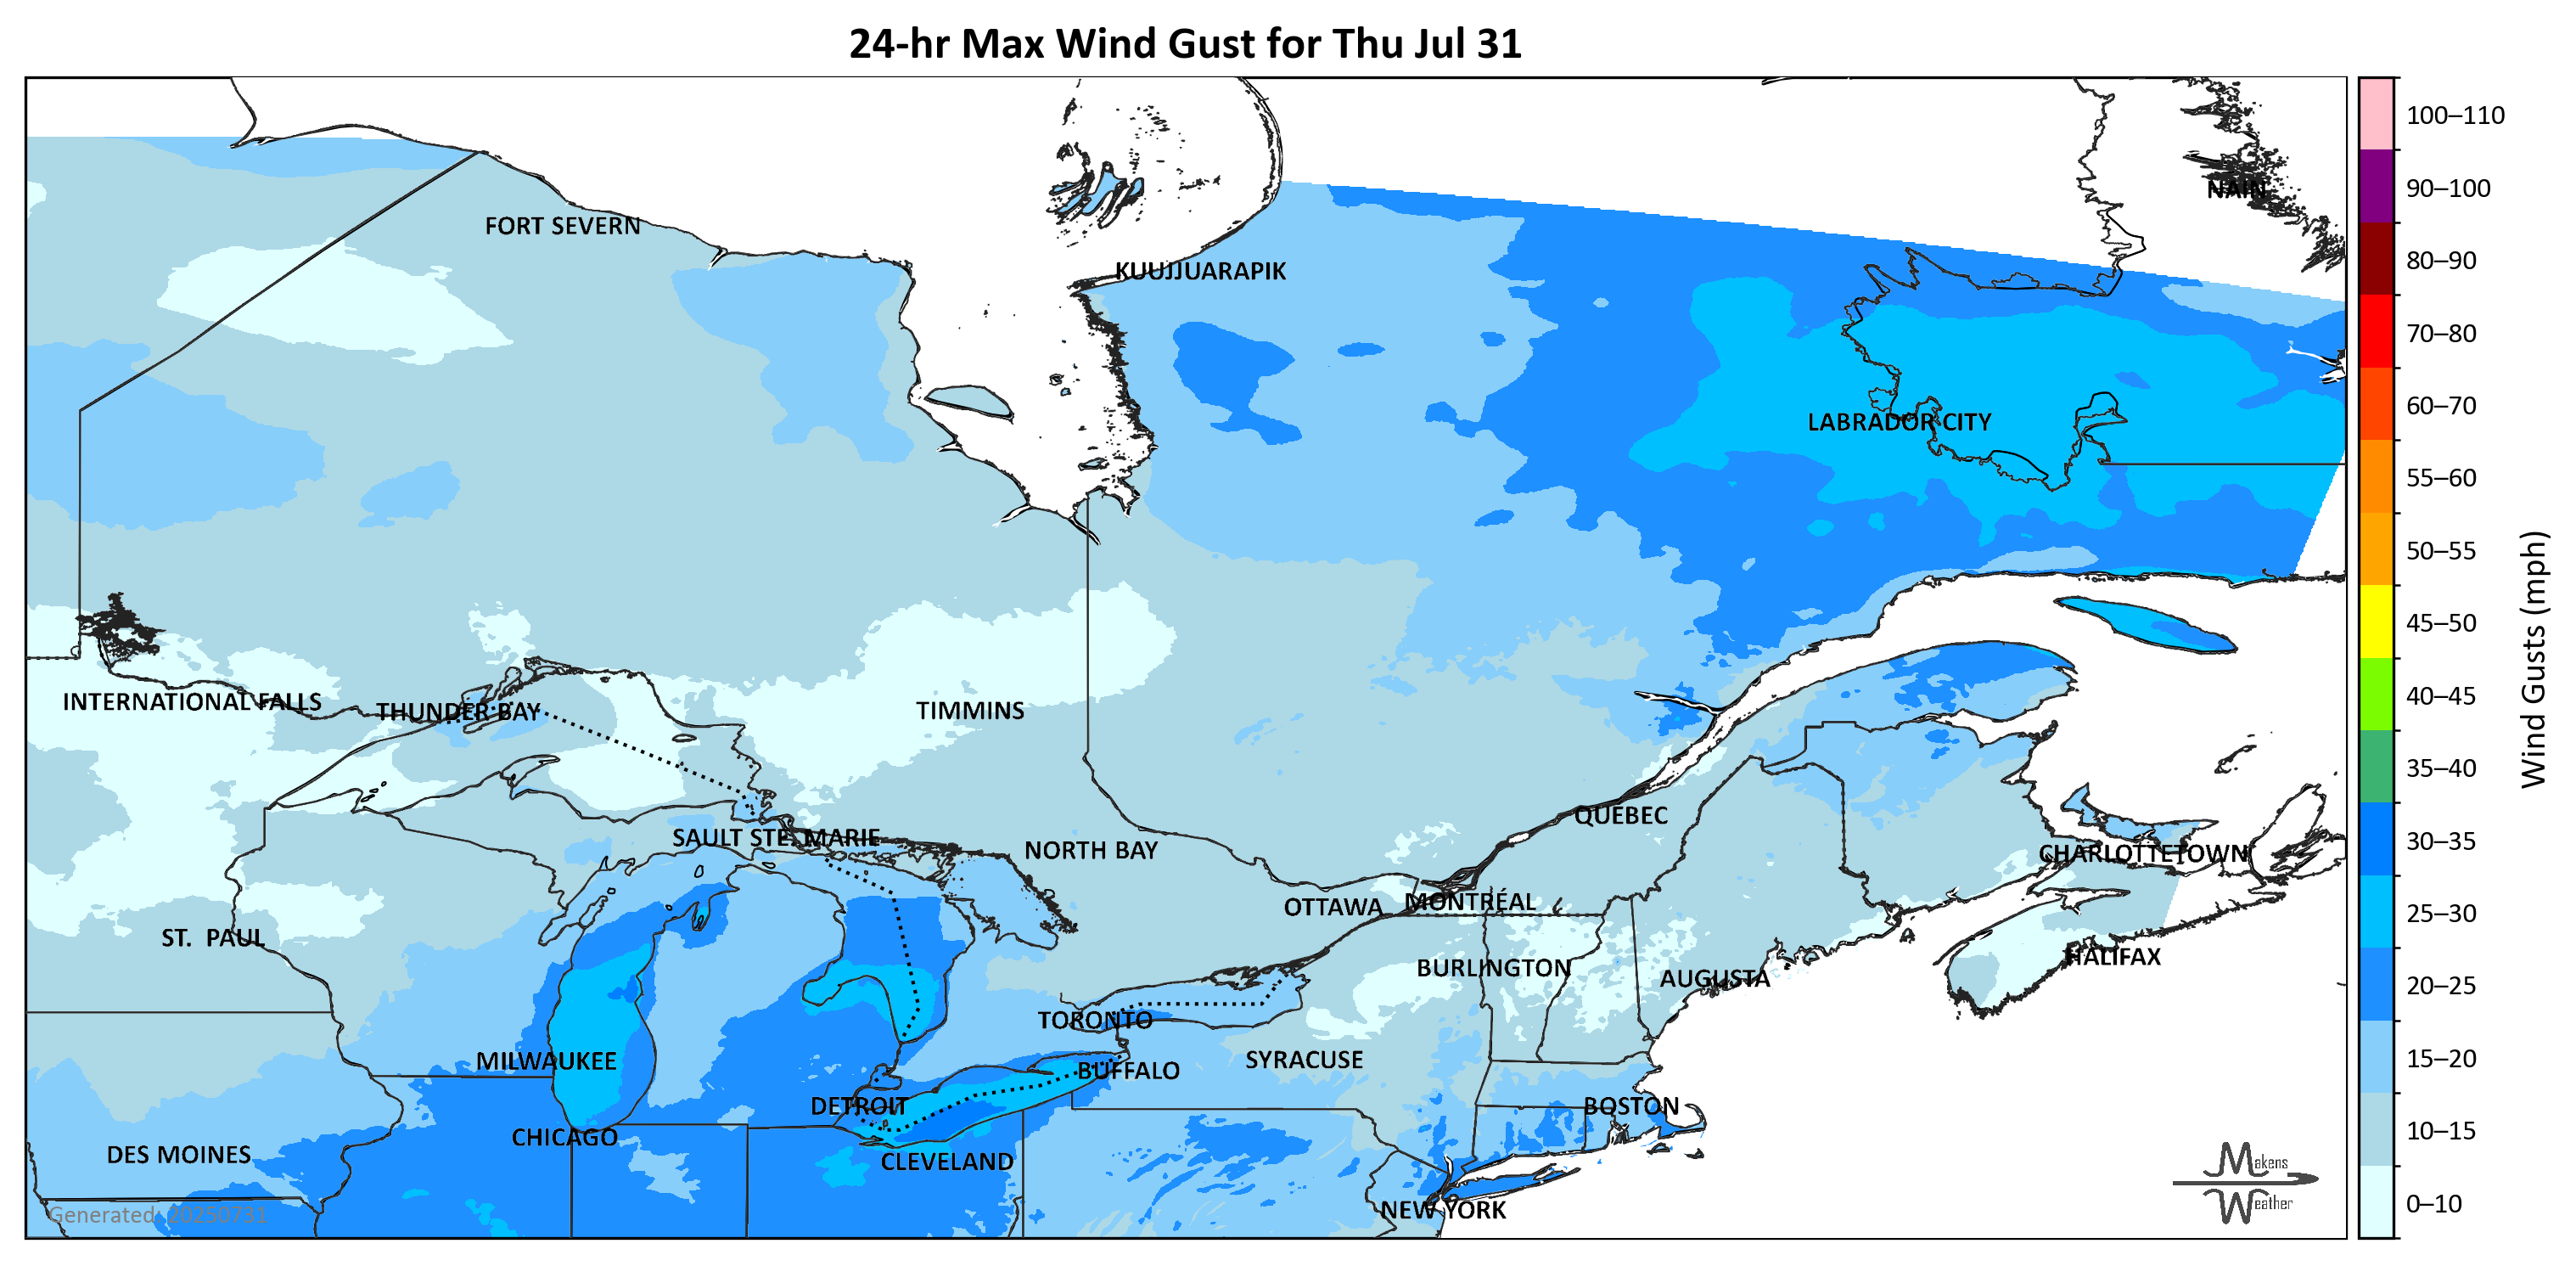 24-hr Max Wind Gust for Thu Jul 31
100–110
90–100
NAIN
FORT SEVERN
80–90
KUUJJUARAPIK
70–80
60–70
LABRADOR CITY
55–60
50–55
45–50
Wind Gusts (mph)
40–45
INTERNATIONAL FALLS
THUNDER BAY
TIMMINS
35–40
QUÉBEC
SAULT STE. MARIE
30–35
NORTH BAY
CHARLOTTETOWN
OTTAWA
MONTRÉAL
25–30
ST. PAUL
HALIFAX
BURLINGTON
AUGUSTA
20–25
TORONTO
MILWAUKEE
SYRACUSE
15–20
BUFFALO
DETROIT
BOSTON
CHICAGO
10–15
DES MOINES
CLEVELAND
Makens
Weather
0–10
NEW YORK
Generated: 20250731